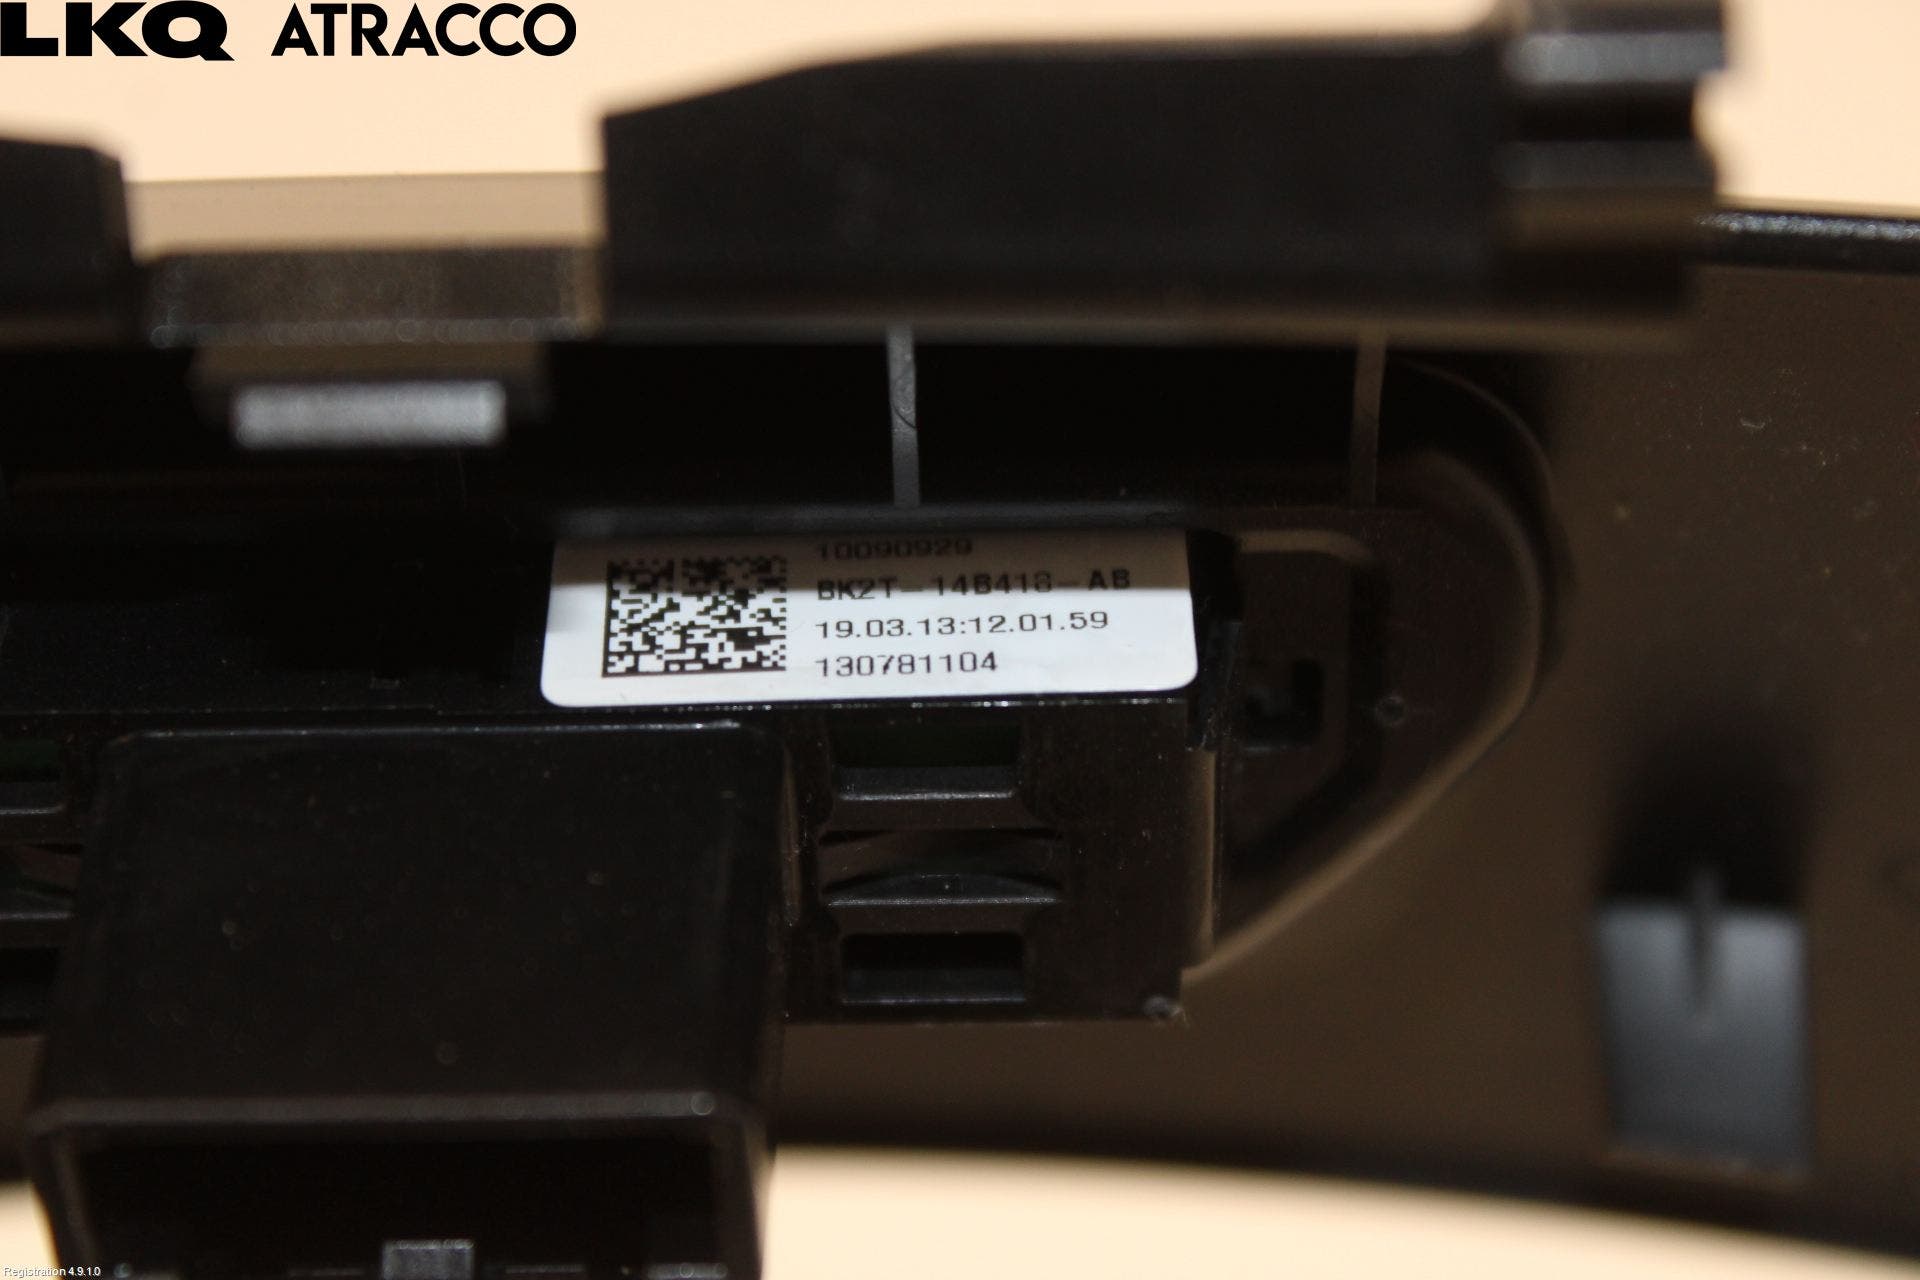 LKQ ATRACCO
10090929
BK2T-14B418-AB
19.03.13:12.01.59
130781104
Registration 4.9.1.0